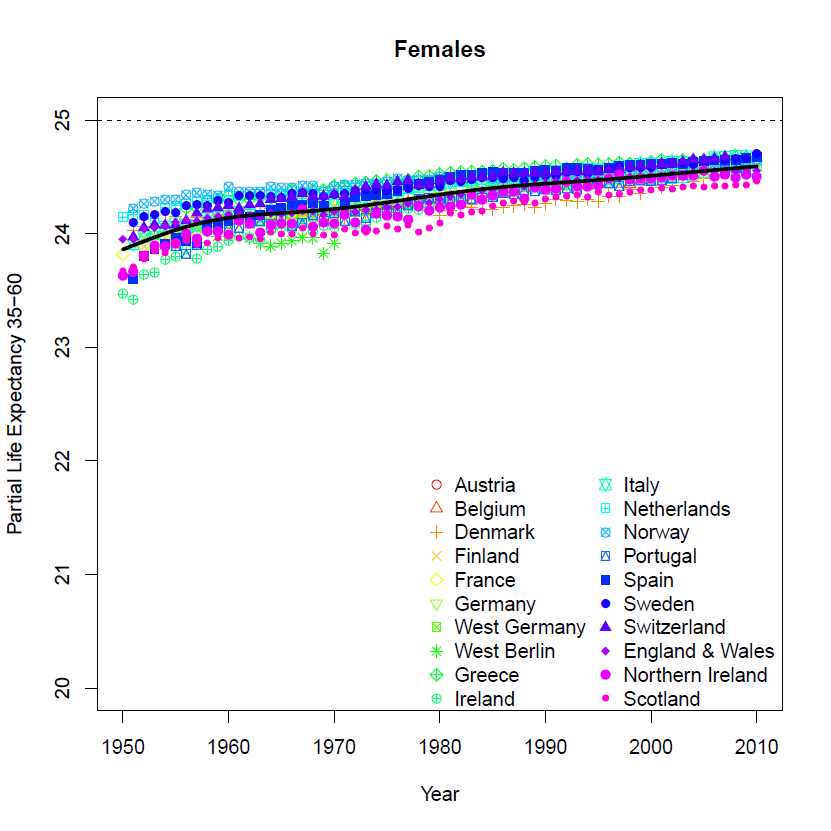 Females
Partial Life Expectancy 35−60
25
24
23
22
21
20
Austria
Belgium
Denmark
Finland
France
Germany
West Germany
West Berlin
Greece
Ireland
Italy
Netherlands
Norway
Portugal
Spain
Sweden
Switzerland
England & Wales
Northern Ireland
Scotland
1950 1960 1970 1980 1990 2000 2010
Year